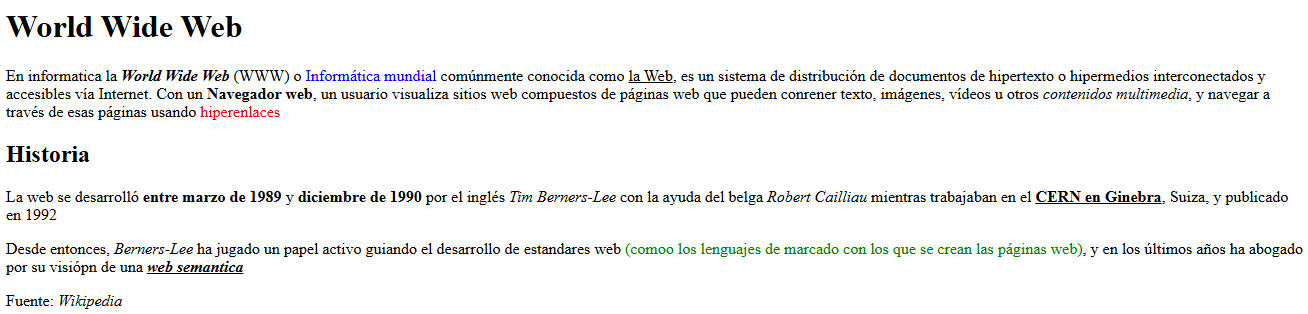 World Wide Web
En informatica la World Wide Web (WWW) o Informática mundial comúnmente conocida como la Web, es un sistema de distribución de documentos de hipertexto o hipermedios interconectados y
accesibles vía Internet. Con un Navegador web, un usuario visualiza sitios web compuestos de páginas web que pueden conrener texto, imágenes, vídeos u otros contenidos multimedia, y navegar a
través de esas páginas usando hiperenlaces
Historia
La web se desarrolló entre marzo de 1989 y diciembre de 1990 por el inglés Tim Berners-Lee con la ayuda del belga Robert Cailliau mientras trabajaban en el CERN en Ginebra, Suiza, y publicado
en 1992
Desde entonces, Berners-Lee ha jugado un papel activo guiando el desarrollo de estandares web (comoo los lenguajes de marcado con los que se crean las páginas web), y en los últimos años ha abogado
por su visiópn de una web semantica
Fuente: Wikipedia